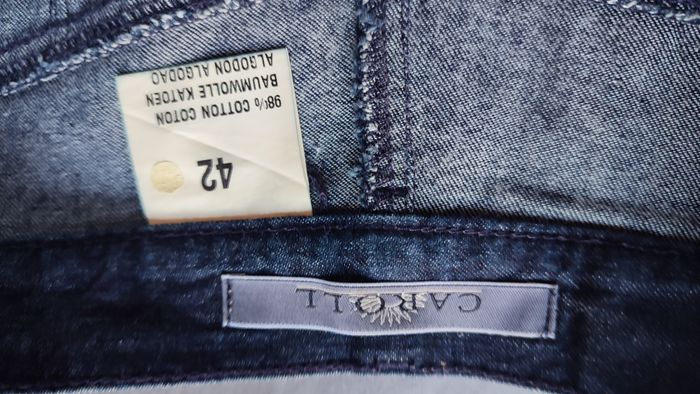 42
98% COTTON COTON
BAUMWOLLE KATOEN
ALGODON ALGODAO
CAROLL